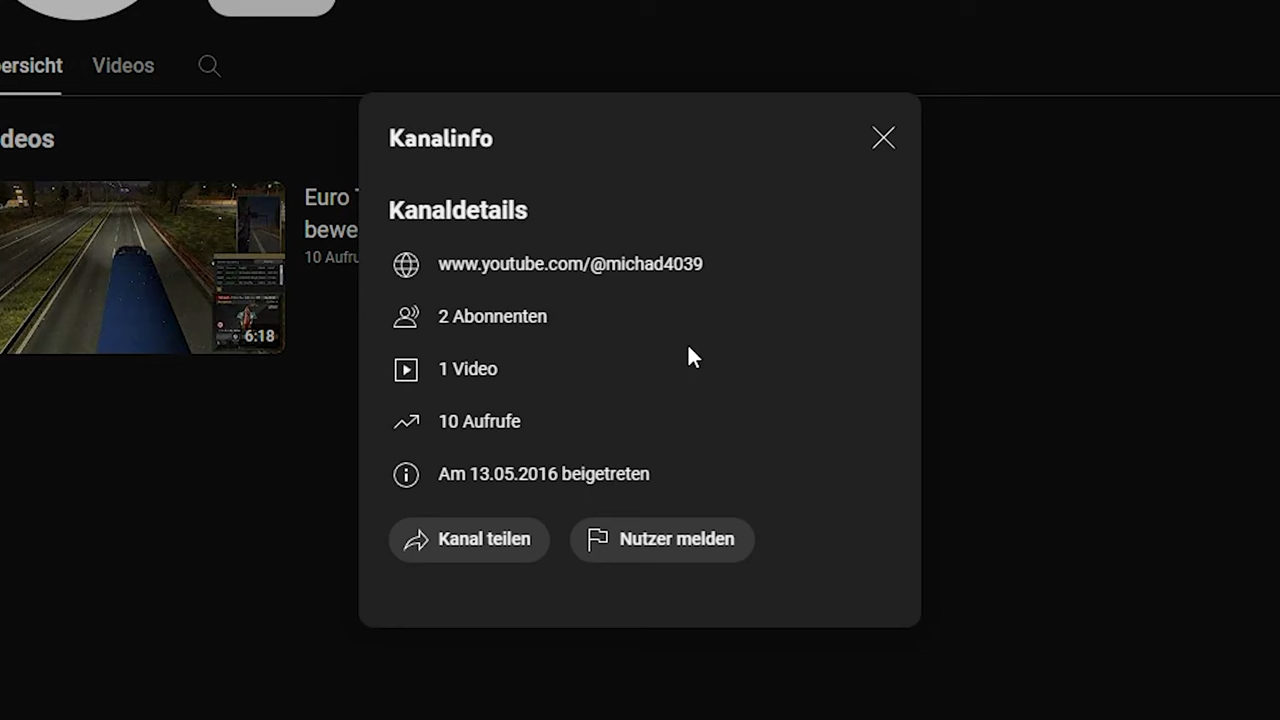 ersicht Videos
deos
Euro
bewe
10 Aufru
6:18
Kanalinfo
Kanaldetails
www.youtube.com/@michad4039
2 Abonnenten
1 Video
10 Aufrufe
Am 13.05.2016 beigetreten
Kanal teilen Nutzer melden